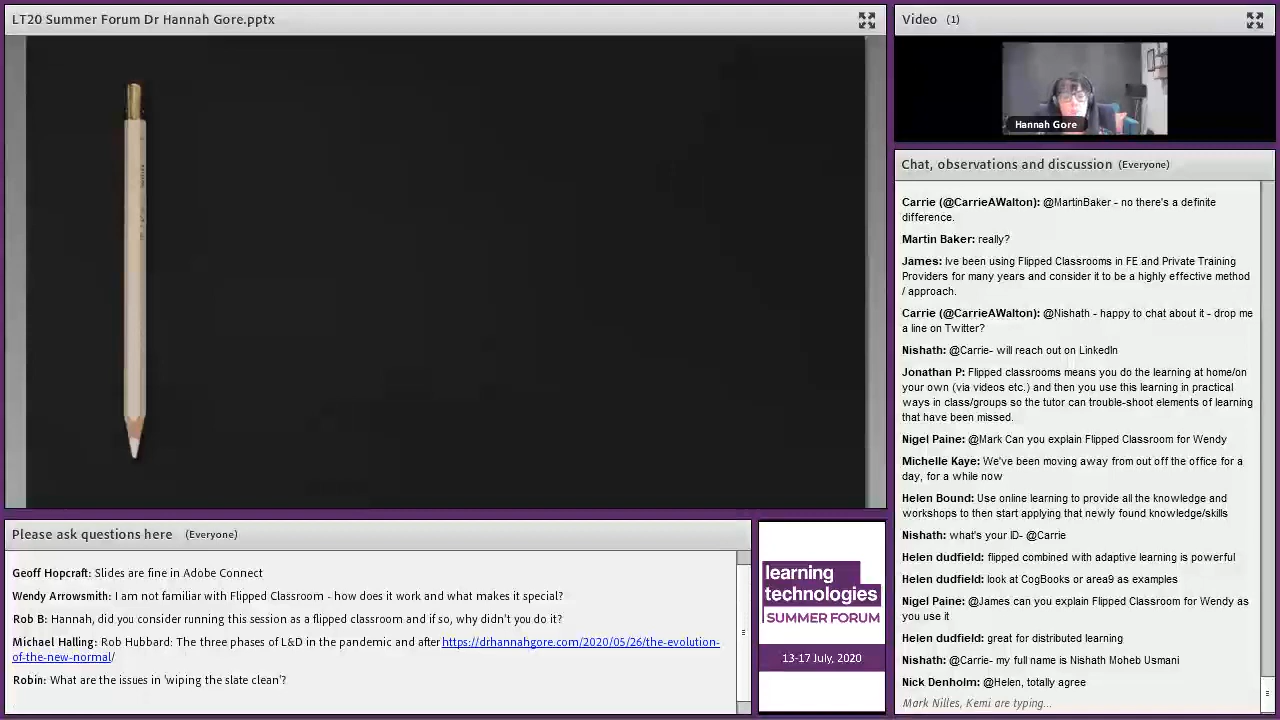 LT20 Summer Forum Dr Hannah Gore.pptx
Video (1)
Hannah Gore
Chat, observations and discussion (Everyone)
Carrie (@CarrieAWalton): @MartinBaker - no there's a definite
difference.
Martin Baker: really?
James: Ive been using Flipped Classrooms in FE and Private Training
Providers for many years and consider it to be a highly effective method
/ approach.
Carrie (@CarrieAWalton): @Nishath - happy to chat about it - drop me
a line on Twitter?
Nishath: @Carrie- will reach out on LinkedIn
Jonathan P: Flipped classrooms means you do the learning at home/on
your own (via videos etc.) and then you use this learning in practical
ways in class/groups so the tutor can trouble-shoot elements of learning
that have been missed.
Nigel Paine: @Mark Can you explain Flipped Classroom for Wendy
Michelle Kaye: We've been moving away from out off the office for a
day, for a while now
Helen Bound: Use online learning to provide all the knowledge and
workshops to then start applying that newly found knowledge/skills
Nishath: what's your ID- @Carrie
Helen dudfield: flipped combined with adaptive learning is powerful
Helen dudfield: look at CogBooks or area9 as examples
Nigel Paine: @James can you explain Flipped Classroom for Wendy as
you use it
Helen dudfield: great for distributed learning
Nishath: @Carrie- my full name is Nishath Moheb Usmani
Nick Denholm: @Helen, totally agree
Mark Nilles, Kemi are typing...
Please ask questions here (Everyone)
Geoff Hopcraft: Slides are fine in Adobe Connect
Wendy Arrowsmith: I am not familiar with Flipped Classroom - how does it work and what makes it special?
Rob B: Hannah, did you consider running this session as a flipped classroom and if so, why didn't you do it?
Michael Halling: Rob Hubbard: The three phases of L&D in the pandemic and after https://drhannahgore.com/2020/05/26/the-evolution-
of-the-new-normal/
Robin: What are the issues in 'wiping the slate clean'?
learning
technologies
SUMMER FORUM
13-17 July, 2020